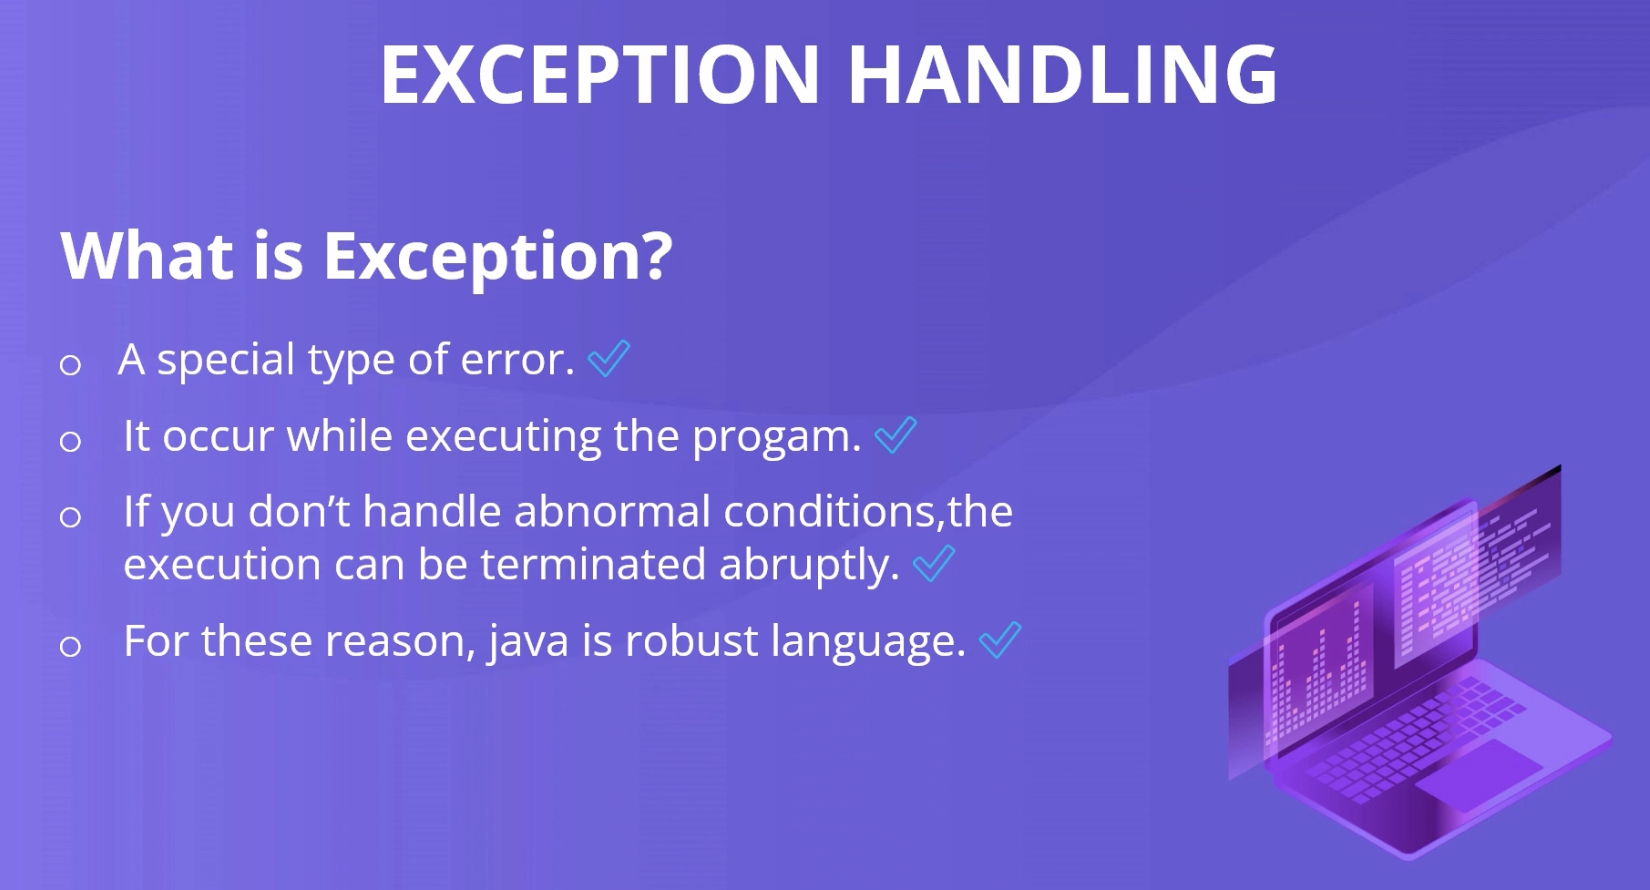 EXCEPTION HANDLING
What is Exception?
A special type of error.
It occur while executing the progam.
If you don’t handle abnormal conditions,the
execution can be terminated abruptly.
For these reason, java is robust language.